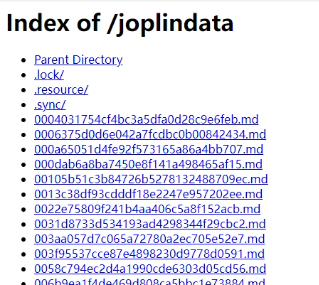 Index of /joplindata
Parent Directory
.lock/
.resource/
.sync/
0004031754cf4bc3a5dfa0d28c9e6feb.md
0006375d0d6e042a7fcdbc0b00842434.md
000a65051d4fe92f573165a86a4bb707.md
000dab6a8ba7450e8f141a498465af15.md
00105b51c3b84726b5278132488709ec.md
0013c38df93cdddf18e2247e957202ee.md
0022e75809f241b4aa406c5a8f152acb.md
0031d8733d534193ad4298344f29cbc2.md
003aa057d7c065a72780a2ec705e52e7.md
003f95537cce87e4898230d9778d0591.md
0058c794ec2d4a1990cde6303d05cd56.md